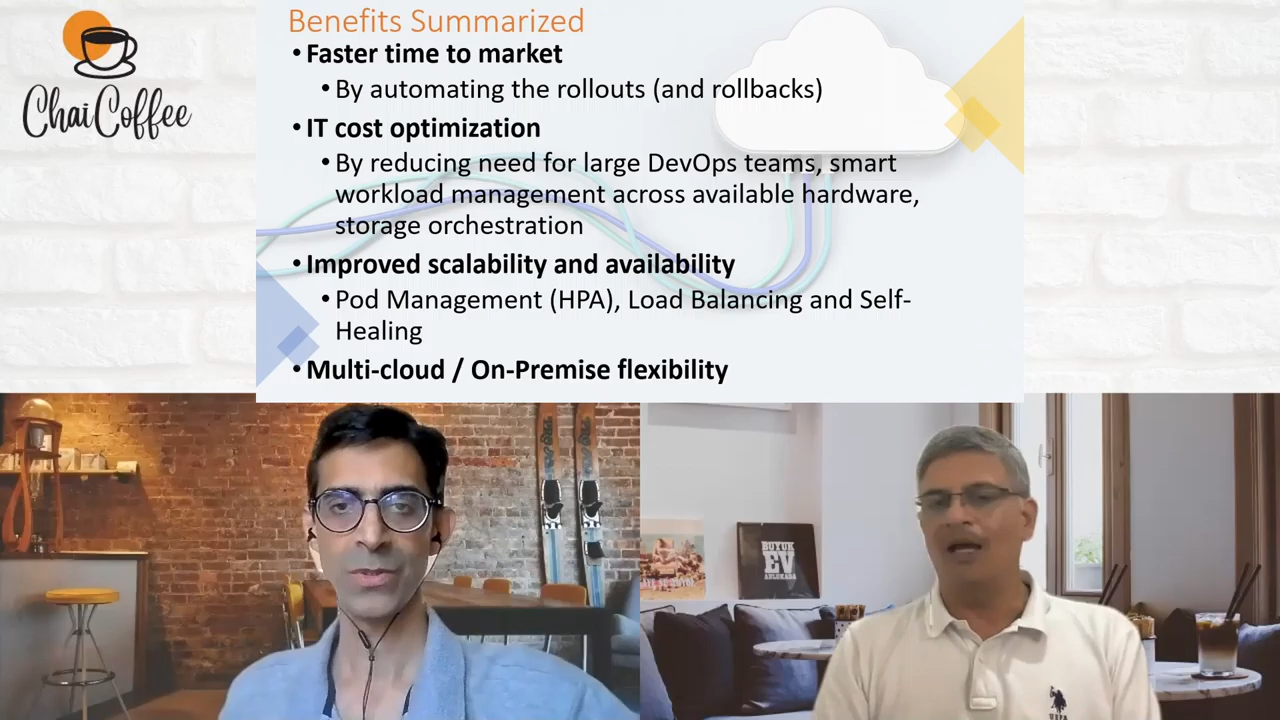 ChaiCoffee
Benefits Summarized
• Faster time to market
• By automating the rollouts (and rollbacks)
• IT cost optimization
• By reducing need for large DevOps teams, smart
workload management across available hardware,
storage orchestration
• Improved scalability and availability
• Pod Management (HPA), Load Balancing and Self-
Healing
• Multi-cloud / On-Premise flexibility
BUYUK
EV
ABLUKADA
USPA